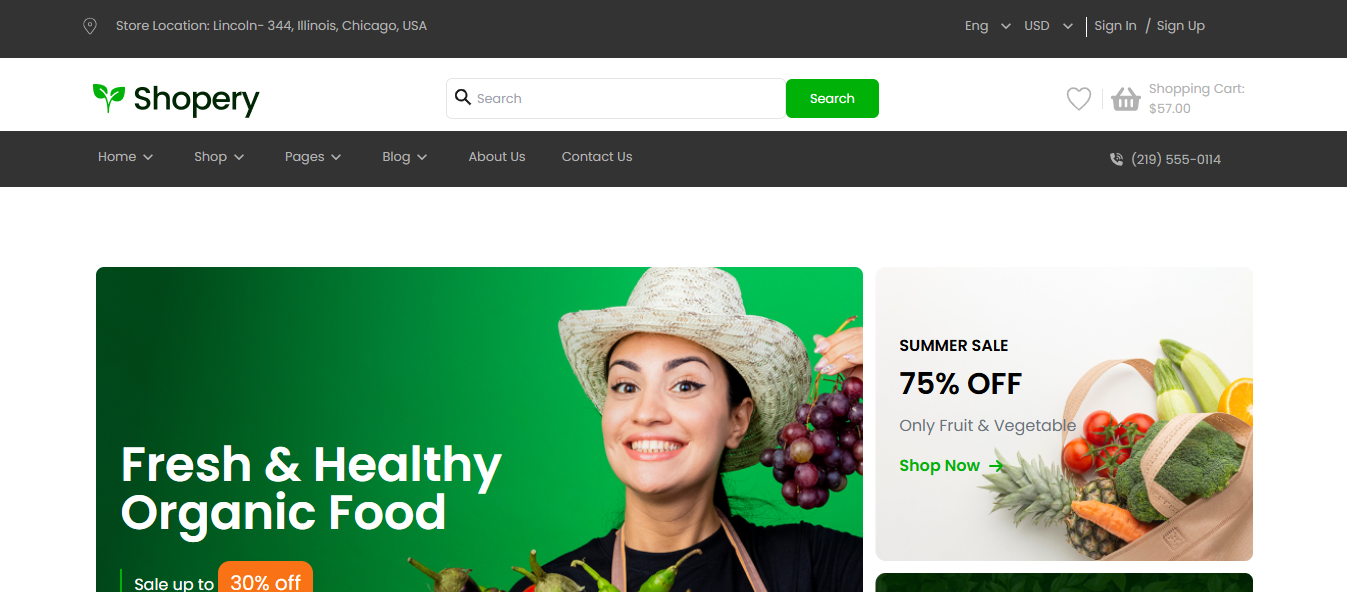 Store Location: Lincoln- 344, Illinois, Chicago, USA
Eng USD Sign In / Sign Up
Shopery
Search
Search
Shopping Cart:
$57.00
Home Shop Pages Blog About Us Contact Us
(219) 555-0114
Fresh & Healthy
Organic Food
Sale up to 30% off
SUMMER SALE
75% OFF
Only Fruit & Vegetable
Shop Now